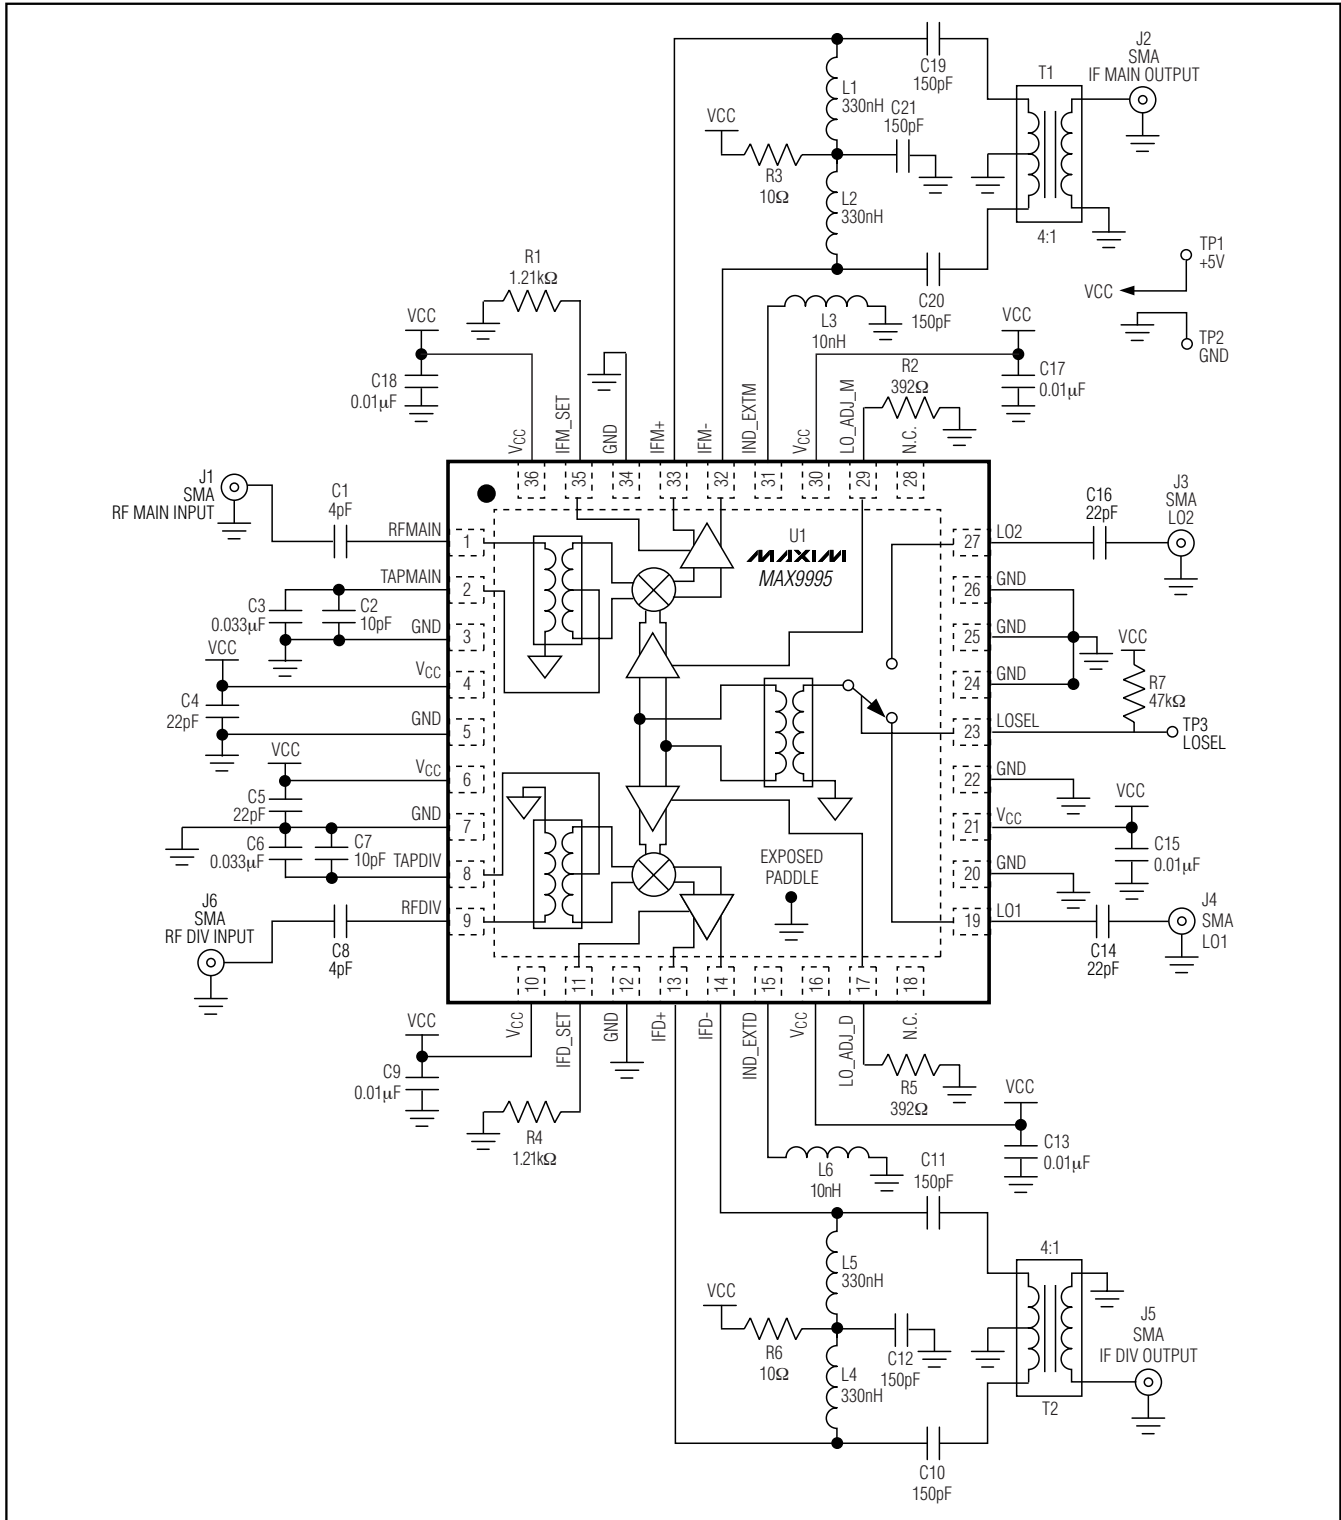 J2
SMA
IF MAIN OUTPUT
C19
150pF
T1
L1
330nH
C21
150pF
VCC
R3
10Ω
L2
330nH
4:1
R1
1.21kΩ
TP1
+5V
VCC
C20
150pF
L3
10nH
VCC
VCC
TP2
GND
C18
0.01µF
R2
392Ω
C17
0.01µF
VCC
IFM_SET
GND
IFM+
IFM-
IND_EXTM
VCC
LO_ADJ_M
N.C.
36
35
34
33
32
31
30
29
28
J1
SMA
RF MAIN INPUT
C1
4pF
RFMAIN
1
U1
MAXIM
MAX9995
27
LO2
C16
22pF
J3
SMA
LO2
TAPMAIN
2
26
GND
C3
0.033µF
C2
10pF
GND
3
25
GND
VCC
VCC
VCC
4
24
GND
R7
47kΩ
C4
22pF
GND
5
23
LOSEL
TP3
LOSEL
VCC
VCC
6
22
GND
C5
22pF
VCC
GND
7
21
VCC
C6
0.033µF
C7
10pF
C15
0.01µF
TAPDIV
8
EXPOSED
PADDLE
20
GND
J6
SMA
RF DIV INPUT
RFDIV
9
19
LO1
J4
SMA
LO1
C8
4pF
C14
22pF
10
11
12
13
14
15
16
17
18
VCC
IFD_SET
GND
IFD+
IFD-
IND_EXTD
VCC
LO_ADJ_D
N.C.
VCC
C9
0.01µF
R5
392Ω
VCC
R4
1.21kΩ
C13
0.01µF
L6
10nH
C11
150pF
4:1
L5
330nH
VCC
R6
10Ω
C12
150pF
J5
SMA
IF DIV OUTPUT
L4
330nH
T2
C10
150pF